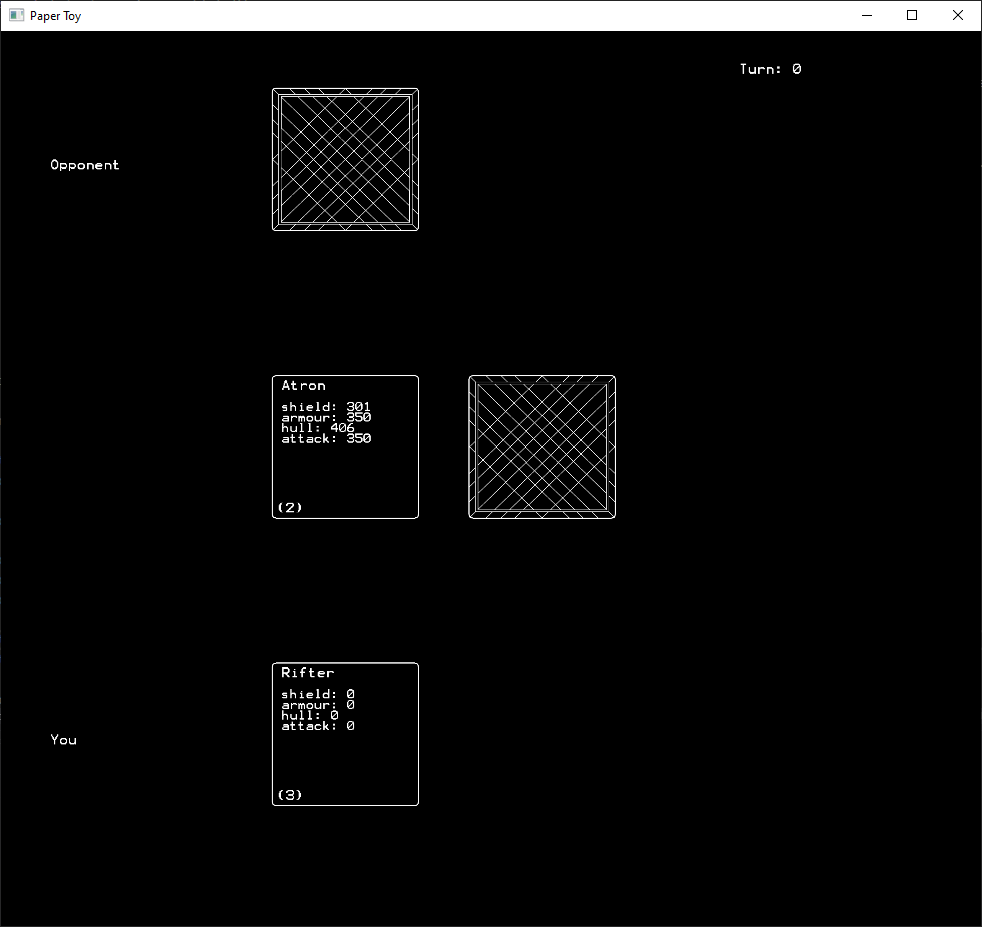 Paper Toy
Turn: 0
Opponent
Atron
shield: 301
armour: 350
hull: 406
attack: 350
(2)
Rifter
shield: 0
armour: 0
hull: 0
attack: 0
You
(3)